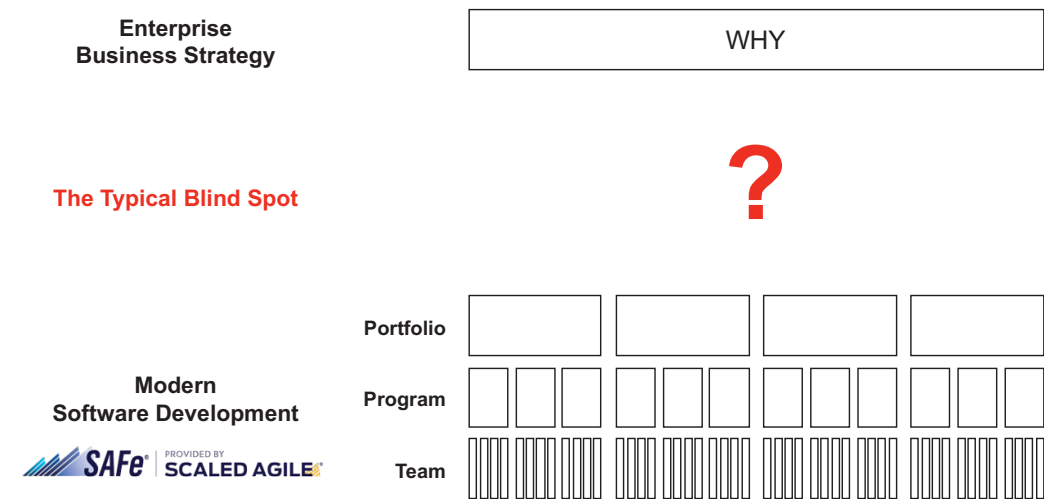 Enterprise
Business Strategy
WHY
The Typical Blind Spot
?
Portfolio
Modern
Software Development
Program
SAFe®
PROVIDED BY
SCALED AGILE
Team